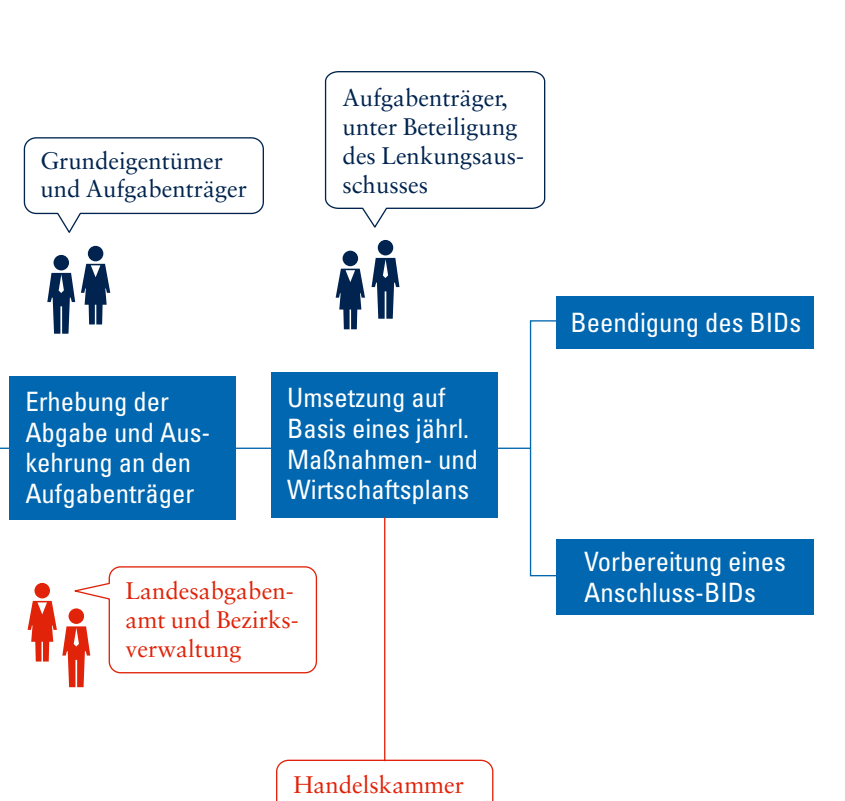 Aufgabenträger,
unter Beteiligung
des Lenkungsaus-
schusses
Grundeigentümer
und Aufgabenträger
Beendigung des BIDs
Erhebung der
Abgabe und Aus-
kehrung an den
Aufgabenträger
Umsetzung auf
Basis eines jährl.
Maßnahmen- und
Wirtschaftsplans
Vorbereitung eines
Anschluss-BIDs
Landesabgaben-
amt und Bezirks-
verwaltung
Handelskammer